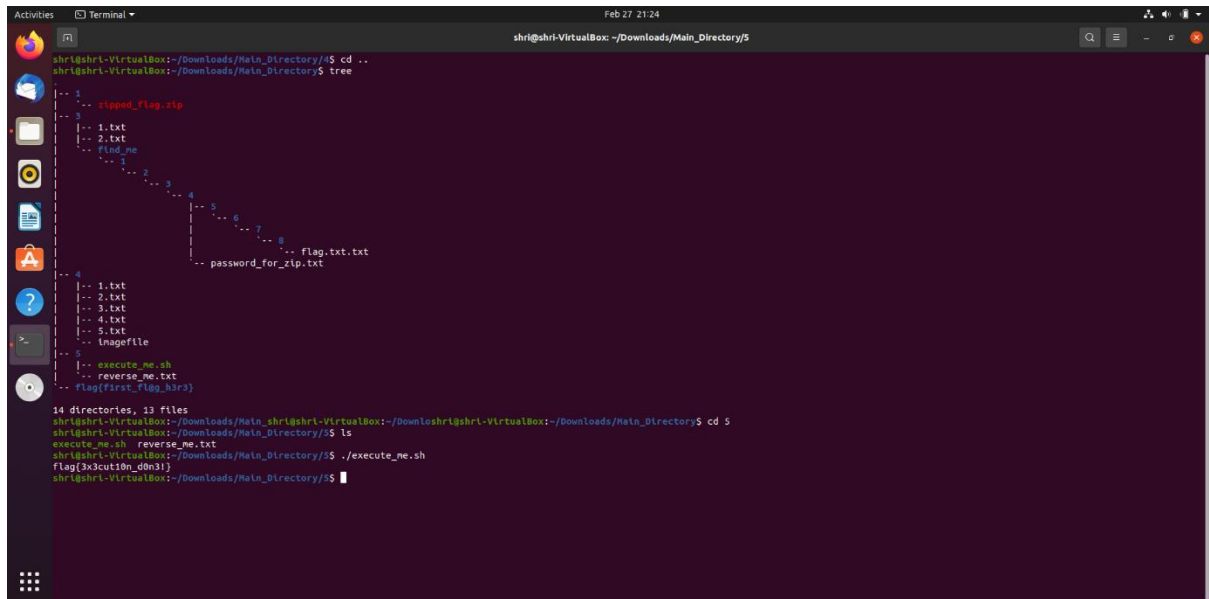 Activities Terminal Feb 27 21:24
shri@shri-VirtualBox: ~/Downloads/Main_Directory/5
shri@shri-VirtualBox:~/Downloads/Main_Directory/4$ cd ..
shri@shri-VirtualBox:~/Downloads/Main_Directory$ tree
.
|-- 1
|   `-- zipped_flag.zip
|-- 3
|   |-- 1.txt
|   |-- 2.txt
|   `-- find_me
|       `-- 1
|           `-- 2
|               `-- 3
|                   `-- 4
|                       |-- 5
|                       |   `-- 6
|                       |       `-- 7
|                       |           `-- 8
|                       |               `-- flag.txt.txt
|                       `-- password_for_zip.txt
|-- 4
|   |-- 1.txt
|   |-- 2.txt
|   |-- 3.txt
|   |-- 4.txt
|   |-- 5.txt
|   `-- imagefile
|-- 5
|   |-- execute_me.sh
|   `-- reverse_me.txt
`-- flag{f1rst_fl@g_h3r3}
14 directories, 13 files
shri@shri-VirtualBox:~/Downloads/Main_shri@shri-VirtualBox:~/Downloshri@shri-VirtualBox:~/Downloads/Main_Directory$ cd 5
shri@shri-VirtualBox:~/Downloads/Main_Directory/5$ ls
execute_me.sh  reverse_me.txt
shri@shri-VirtualBox:~/Downloads/Main_Directory/5$ ./execute_me.sh
flag{3x3cut10n_d0n3!}
shri@shri-VirtualBox:~/Downloads/Main_Directory/5$